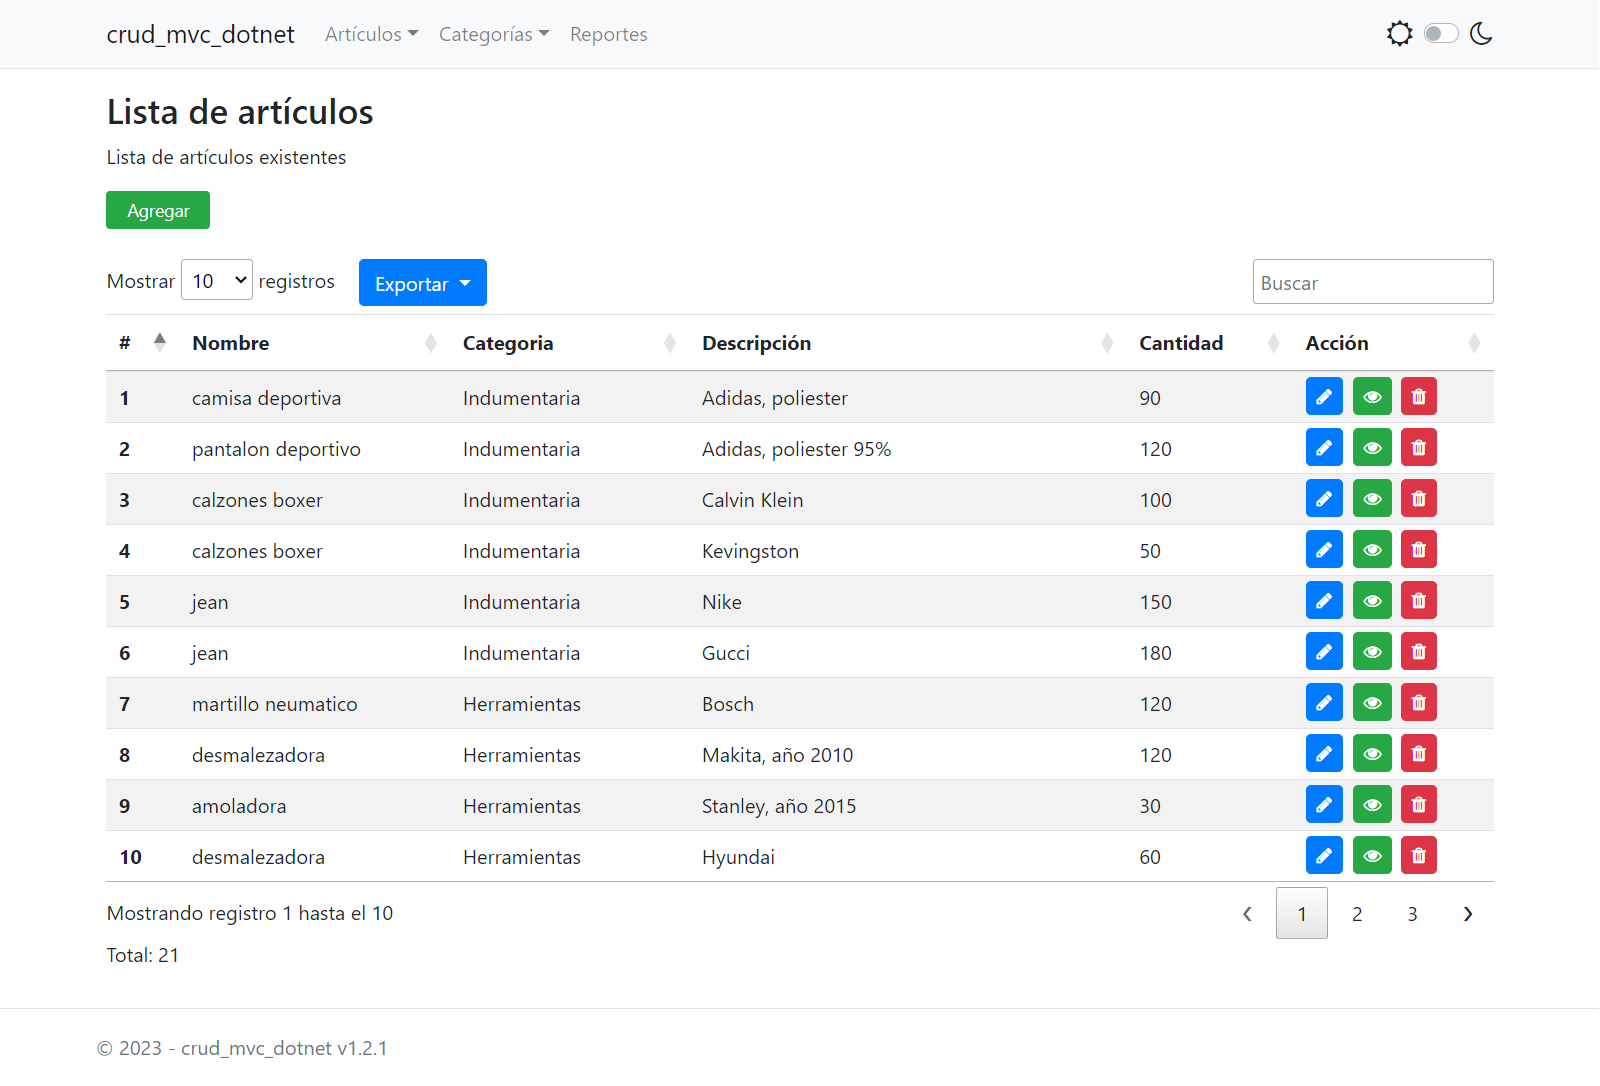 crud_mvc_dotnet Artículos Categorías Reportes
Lista de artículos
Lista de artículos existentes
Agregar
Mostrar 10 registros Exportar Buscar
# Nombre Categoria Descripción Cantidad Acción
1 camisa deportiva Indumentaria Adidas, poliester 90
2 pantalon deportivo Indumentaria Adidas, poliester 95% 120
3 calzones boxer Indumentaria Calvin Klein 100
4 calzones boxer Indumentaria Kevingston 50
5 jean Indumentaria Nike 150
6 jean Indumentaria Gucci 180
7 martillo neumatico Herramientas Bosch 120
8 desmalezadora Herramientas Makita, año 2010 120
9 amoladora Herramientas Stanley, año 2015 30
10 desmalezadora Herramientas Hyundai 60
Mostrando registro 1 hasta el 10 ‹ 1 2 3 ›
Total: 21
© 2023 - crud_mvc_dotnet v1.2.1